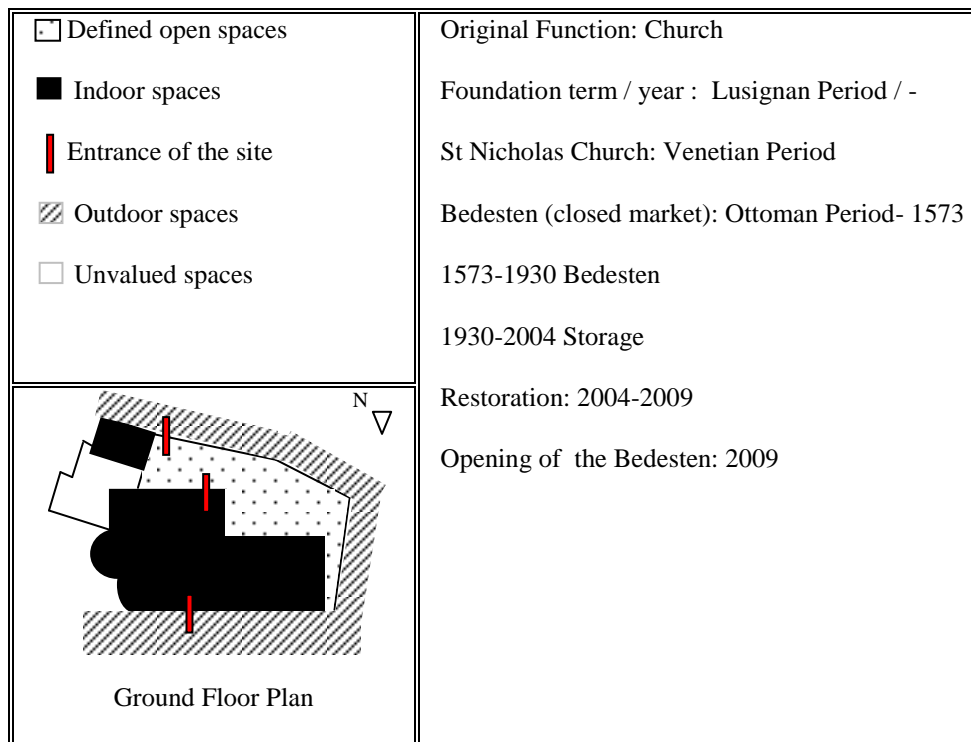 Defined open spaces
Indoor spaces
Entrance of the site
Outdoor spaces
Unvalued spaces
N
Ground Floor Plan
Original Function: Church
Foundation term / year : Lusignan Period / -
St Nicholas Church: Venetian Period
Bedesten (closed market): Ottoman Period- 1573
1573-1930 Bedesten
1930-2004 Storage
Restoration: 2004-2009
Opening of the Bedesten: 2009